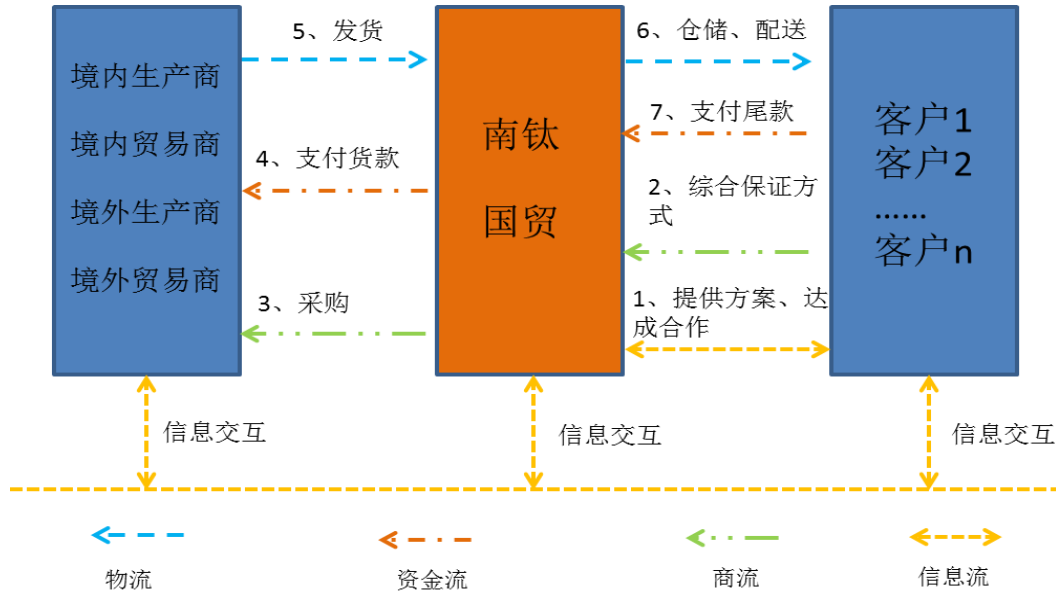 5、发货
6、仓储、配送
境内生产商
境内贸易商
境外生产商
境外贸易商
南钛
国贸
客户1
客户2
……
客户n
7、支付尾款
4、支付货款
2、综合保证方
式
3、采购
1、提供方案、达
成合作
信息交互
信息交互
信息交互
物流
资金流
商流
信息流